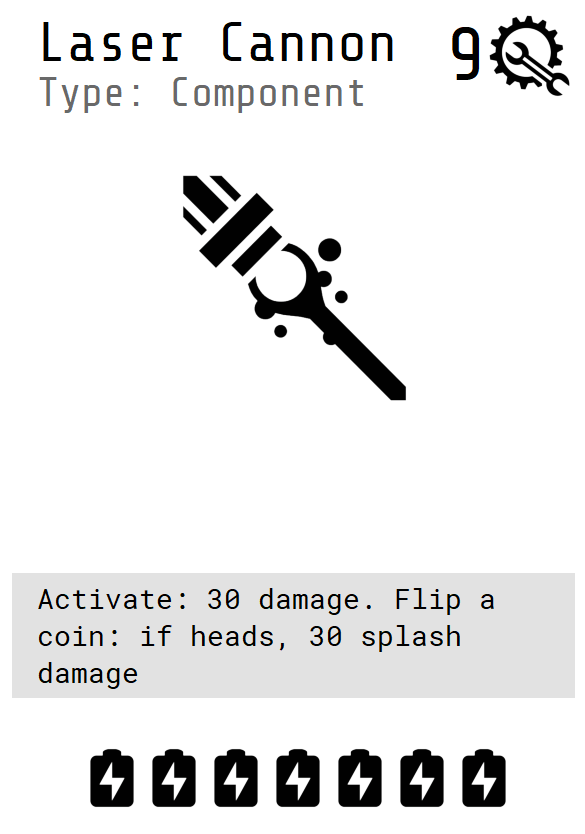 Laser Cannon 9
Type: Component
Activate: 30 damage. Flip a
coin: if heads, 30 splash
damage